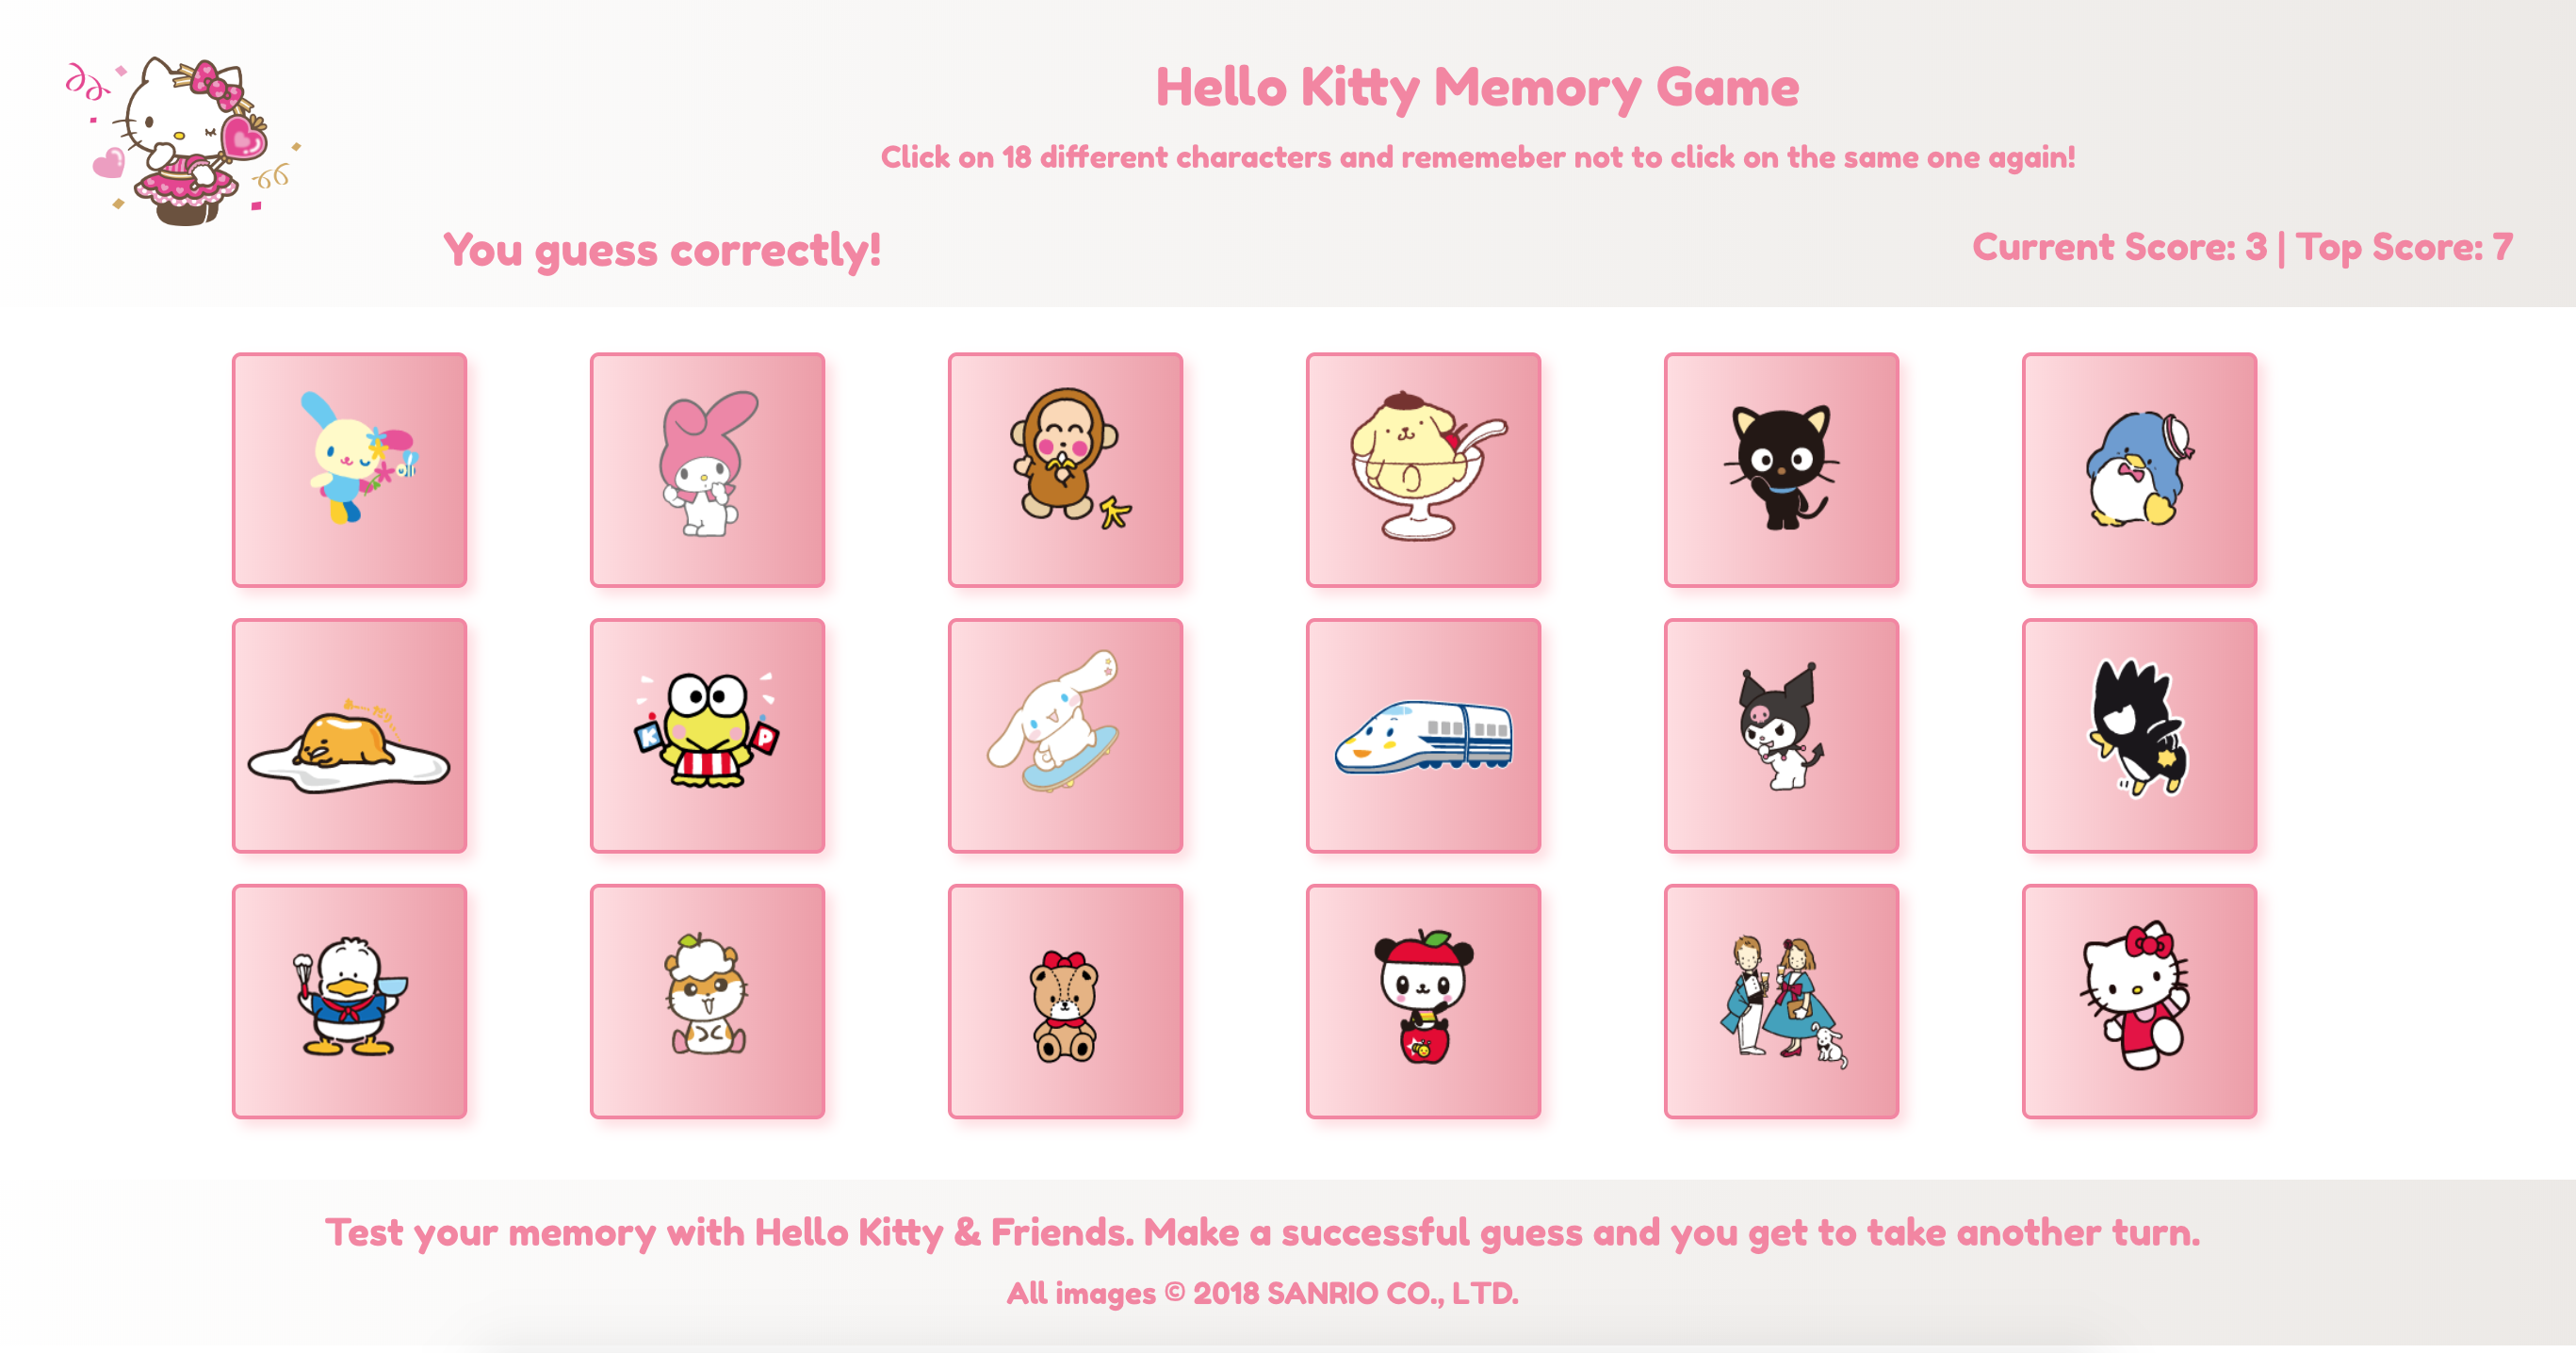 Hello Kitty Memory Game
Click on 18 different characters and rememeber not to click on the same one again!
You guess correctly!
Current Score: 3 | Top Score: 7
K
P
Test your memory with Hello Kitty & Friends. Make a successful guess and you get to take another turn.
All images © 2018 SANRIO CO., LTD.